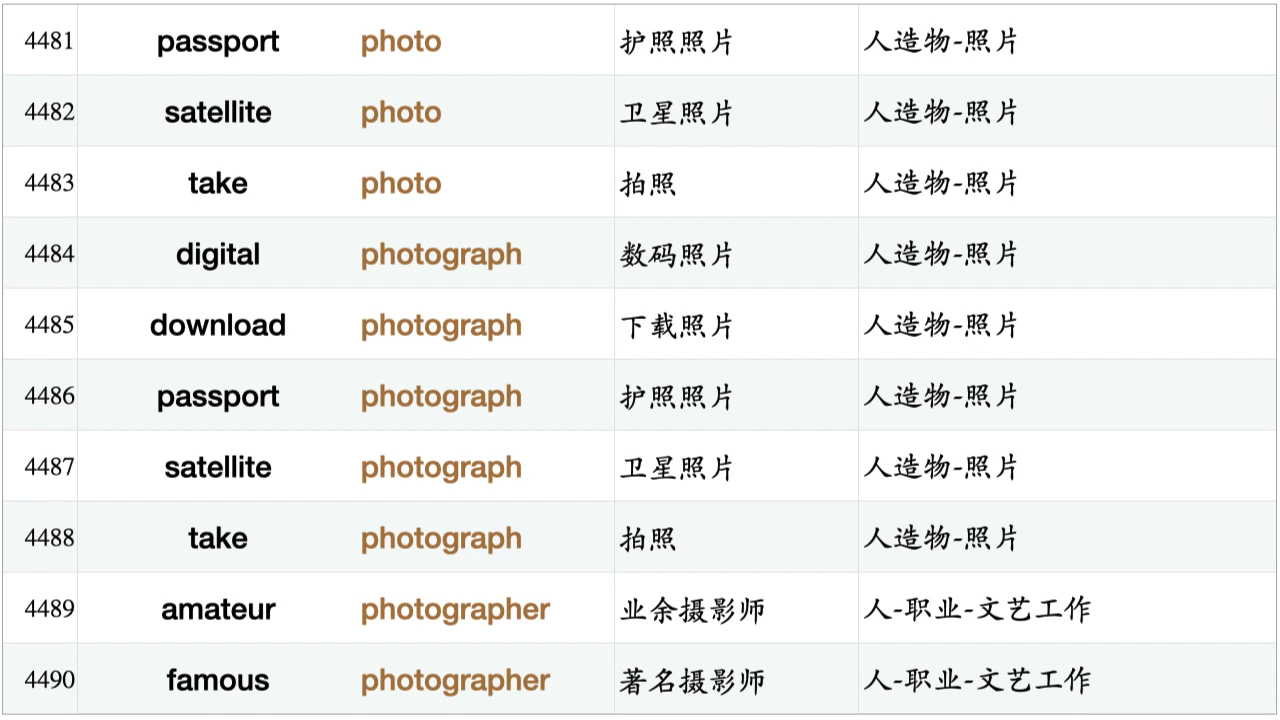 4481 passport photo 护照照片 人造物-照片
4482 satellite photo 卫星照片 人造物-照片
4483 take photo 拍照 人造物-照片
4484 digital photograph 数码照片 人造物-照片
4485 download photograph 下载照片 人造物-照片
4486 passport photograph 护照照片 人造物-照片
4487 satellite photograph 卫星照片 人造物-照片
4488 take photograph 拍照 人造物-照片
4489 amateur photographer 业余摄影师 人-职业-文艺工作
4490 famous photographer 著名摄影师 人-职业-文艺工作